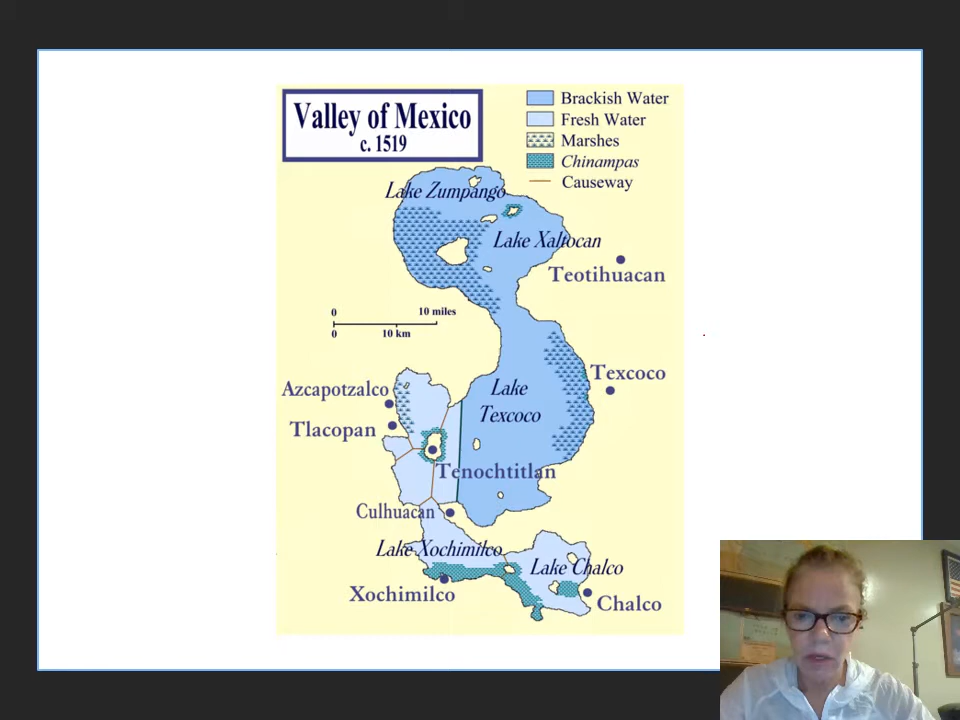 Valley of Mexico
c. 1519
Brackish Water
Fresh Water
Marshes
Chinampas
Causeway
Lake Zumpango
Lake Xaltocan
Teotihuacan
0 10 miles
0 10 km
Azcapotzalco
Texcoco
Lake
Texcoco
Tlacopan
Tenochtitlan
Culhuacan
Lake Xochimilco
Lake Chalco
Xochimilco
Chalco